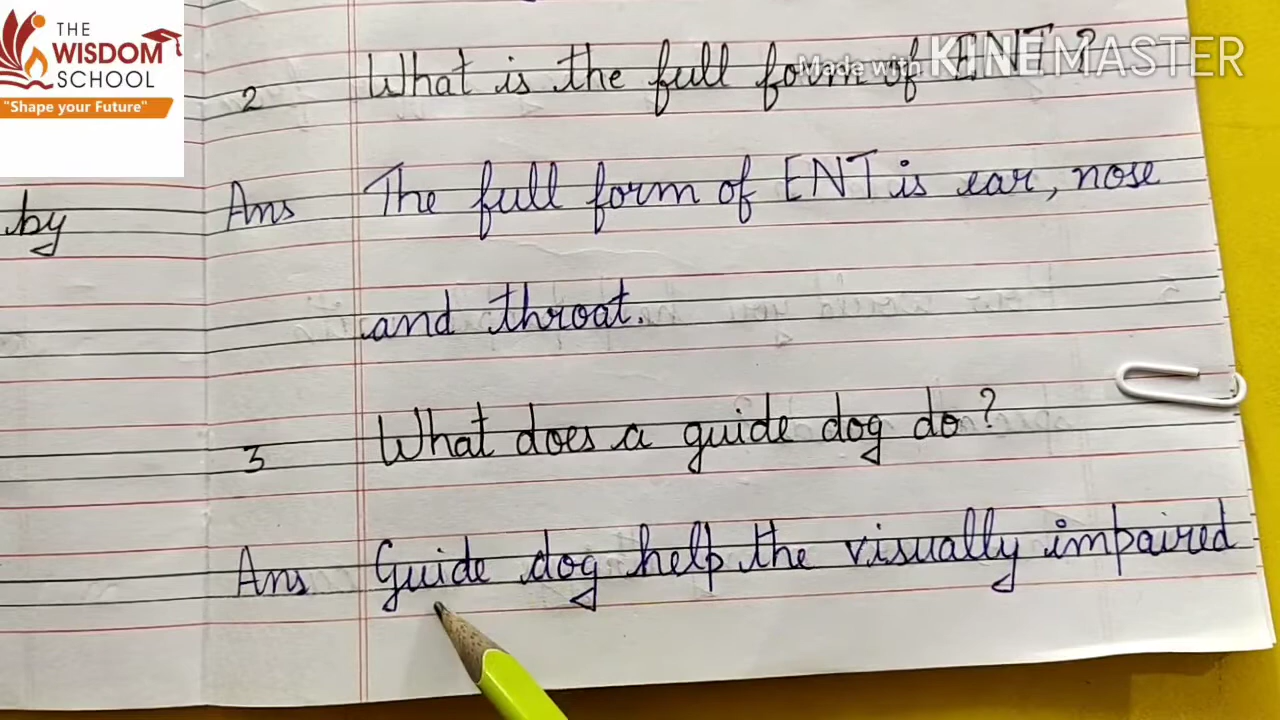 THE
WISDOM
SCHOOL
"Shape your Future"
Made with KINEMASTER
2 What is the full form of ENT?
by
Ans The full form of ENT is ear, nose
and throat.
3 What does a guide dog do?
Ans Guide dog help the visually impaired